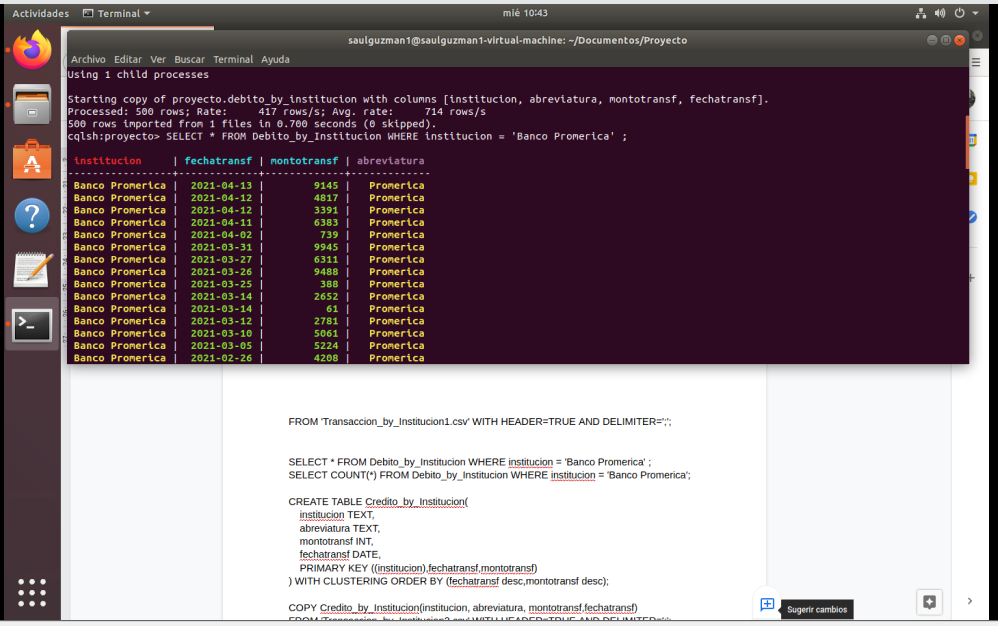 Actividades Terminal mié 10:43
saulguzman1@saulguzman1-virtual-machine: ~/Documentos/Proyecto
Archivo Editar Ver Buscar Terminal Ayuda
Using 1 child processes
Starting copy of proyecto.debito_by_institucion with columns [institucion, abreviatura, montotransf, fechatransf].
Processed: 500 rows; Rate: 417 rows/s; Avg. rate: 714 rows/s
500 rows imported from 1 files in 0.700 seconds (0 skipped).
cqlsh:proyecto> SELECT * FROM Debito_by_Institucion WHERE institucion = 'Banco Promerica' ;
institucion | fechatransf | montotransf | abreviatura
-----------------+-------------+-------------+-------------
Banco Promerica | 2021-04-13 | 9145 | Promerica
Banco Promerica | 2021-04-12 | 4817 | Promerica
Banco Promerica | 2021-04-12 | 3391 | Promerica
Banco Promerica | 2021-04-11 | 6383 | Promerica
Banco Promerica | 2021-04-02 | 739 | Promerica
Banco Promerica | 2021-03-31 | 9945 | Promerica
Banco Promerica | 2021-03-27 | 6311 | Promerica
Banco Promerica | 2021-03-26 | 9488 | Promerica
Banco Promerica | 2021-03-25 | 388 | Promerica
Banco Promerica | 2021-03-14 | 2652 | Promerica
Banco Promerica | 2021-03-14 | 61 | Promerica
Banco Promerica | 2021-03-12 | 2781 | Promerica
Banco Promerica | 2021-03-10 | 5061 | Promerica
Banco Promerica | 2021-03-05 | 5224 | Promerica
Banco Promerica | 2021-02-26 | 4208 | Promerica
FROM 'Transaccion_by_Institucion1.csv' WITH HEADER=TRUE AND DELIMITER=';';
SELECT * FROM Debito_by_Institucion WHERE institucion = 'Banco Promerica' ;
SELECT COUNT(*) FROM Debito_by_Institucion WHERE institucion = 'Banco Promerica';
CREATE TABLE Credito_by_Institucion(
institucion TEXT,
abreviatura TEXT,
montotransf INT,
fechatransf DATE,
PRIMARY KEY ((institucion),fechatransf,montotransf)
) WITH CLUSTERING ORDER BY (fechatransf desc,montotransf desc);
COPY Credito_by_Institucion(institucion, abreviatura, montotransf,fechatransf)
FROM 'Transaccion_by_Institucion2.csv' WITH HEADER=TRUE AND DELIMITER=';';
Sugerir cambios